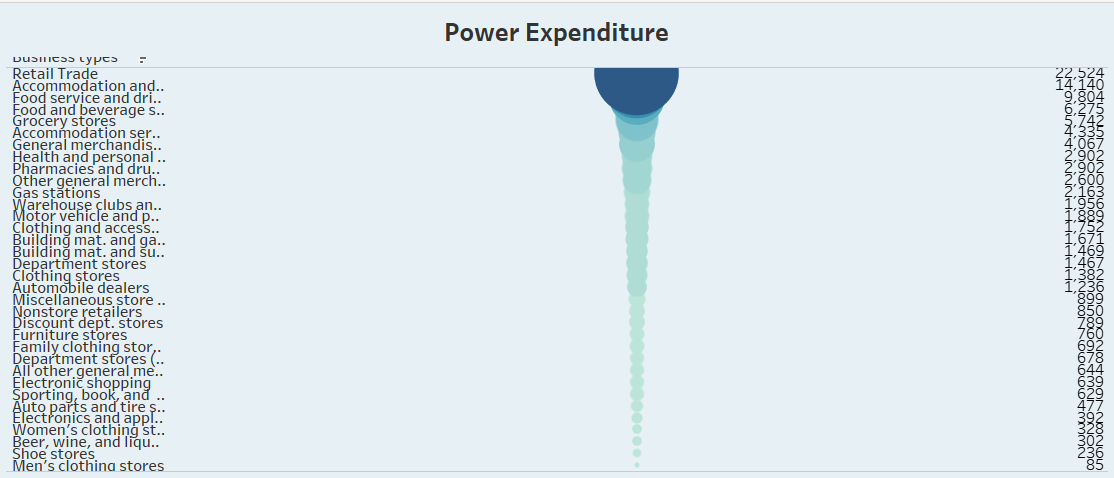 Power Expenditure
Business types
Retail Trade 22,524
Accommodation and.. 14,140
Food service and dri.. 9,804
Food and beverage s.. 6,275
Grocery stores 5,742
Accommodation ser.. 4,335
General merchandis.. 4,067
Health and personal .. 2,902
Pharmacies and dru.. 2,902
Other general merch.. 2,600
Gas stations 2,163
Warehouse clubs an.. 1,956
Motor vehicle and p.. 1,889
Clothing and access.. 1,752
Building mat. and ga.. 1,671
Building mat. and su.. 1,469
Department stores 1,467
Clothing stores 1,382
Automobile dealers 1,236
Miscellaneous store .. 899
Nonstore retailers 850
Discount dept. stores 789
Furniture stores 760
Family clothing stor.. 692
Department stores (.. 678
All other general me.. 644
Electronic shopping 639
Sporting, book, and .. 629
Auto parts and tire s.. 477
Electronics and appl.. 392
Women's clothing st.. 328
Beer, wine, and liqu.. 302
Shoe stores 236
Men's clothing stores 85